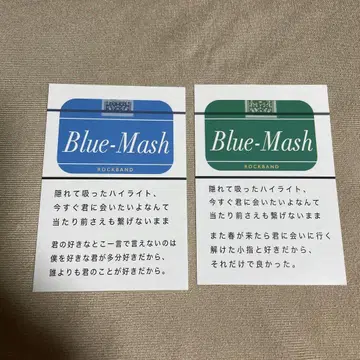 Blue-Mash
ROCKBAND
隠れて吸ったハイライト、
今すぐ君に会いたいよなんて
当たり前さえも繋げないまま
君の好きなとこ一言で言えないのは
僕を好きな君が多分好きだから、
誰よりも君のことが好きだから。
Blue-Mash
ROCKBAND
隠れて吸ったハイライト、
今すぐ君に会いたいよなんて
当たり前さえも繋げないまま
また春が来たら君に会いに行く
解けた小指と好きだから、
それだけで良かった。